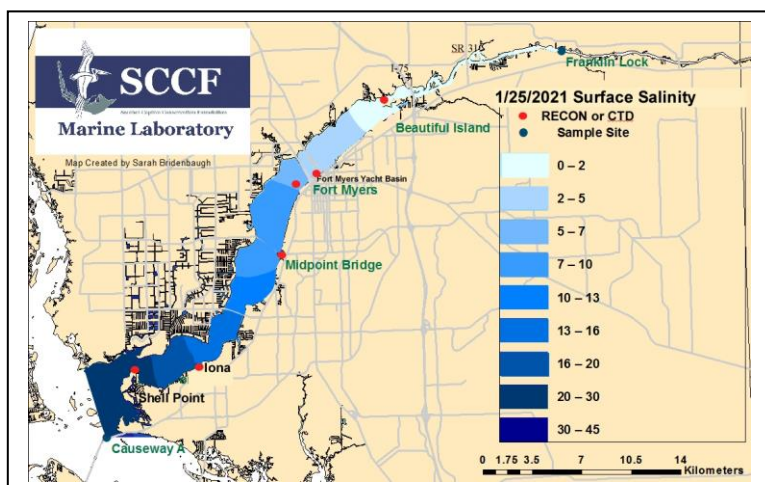 SCCF
Marine Laboratory
Map Created by Sarah Bridenbaugh
SR 31
I-75
Franklin Lock
Beautiful Island
1/25/2021 Surface Salinity
RECON or CTD
Sample Site
0 – 2
2 – 5
5 – 7
7 – 10
10 – 13
13 – 16
16 – 20
20 – 30
30 – 45
Fort Myers Yacht Basin
Fort Myers
Midpoint Bridge
Iona
Shell Point
Causeway A
0 1.75 3.5 7 10.5 14
Kilometers